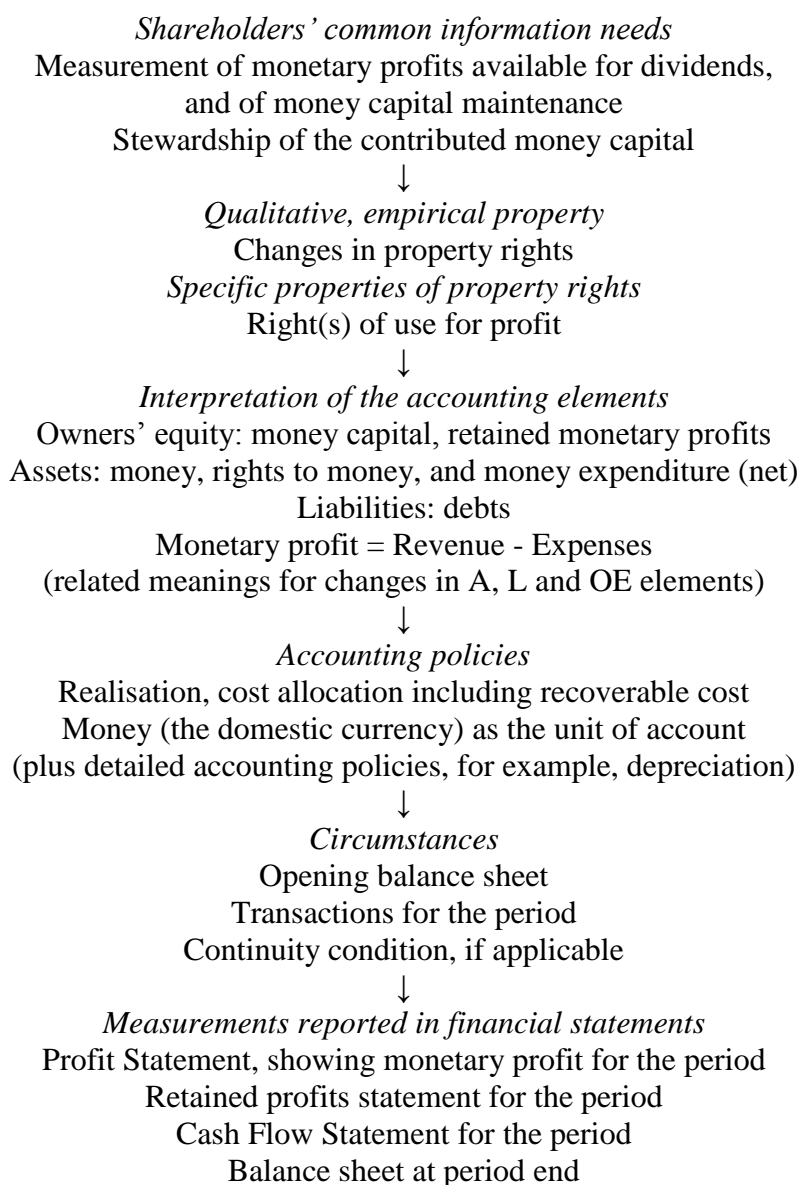 Shareholders’ common information needs
Measurement of monetary profits available for dividends,
and of money capital maintenance
Stewardship of the contributed money capital
↓
Qualitative, empirical property
Changes in property rights
Specific properties of property rights
Right(s) of use for profit
↓
Interpretation of the accounting elements
Owners’ equity: money capital, retained monetary profits
Assets: money, rights to money, and money expenditure (net)
Liabilities: debts
Monetary profit = Revenue - Expenses
(related meanings for changes in A, L and OE elements)
↓
Accounting policies
Realisation, cost allocation including recoverable cost
Money (the domestic currency) as the unit of account
(plus detailed accounting policies, for example, depreciation)
↓
Circumstances
Opening balance sheet
Transactions for the period
Continuity condition, if applicable
↓
Measurements reported in financial statements
Profit Statement, showing monetary profit for the period
Retained profits statement for the period
Cash Flow Statement for the period
Balance sheet at period end